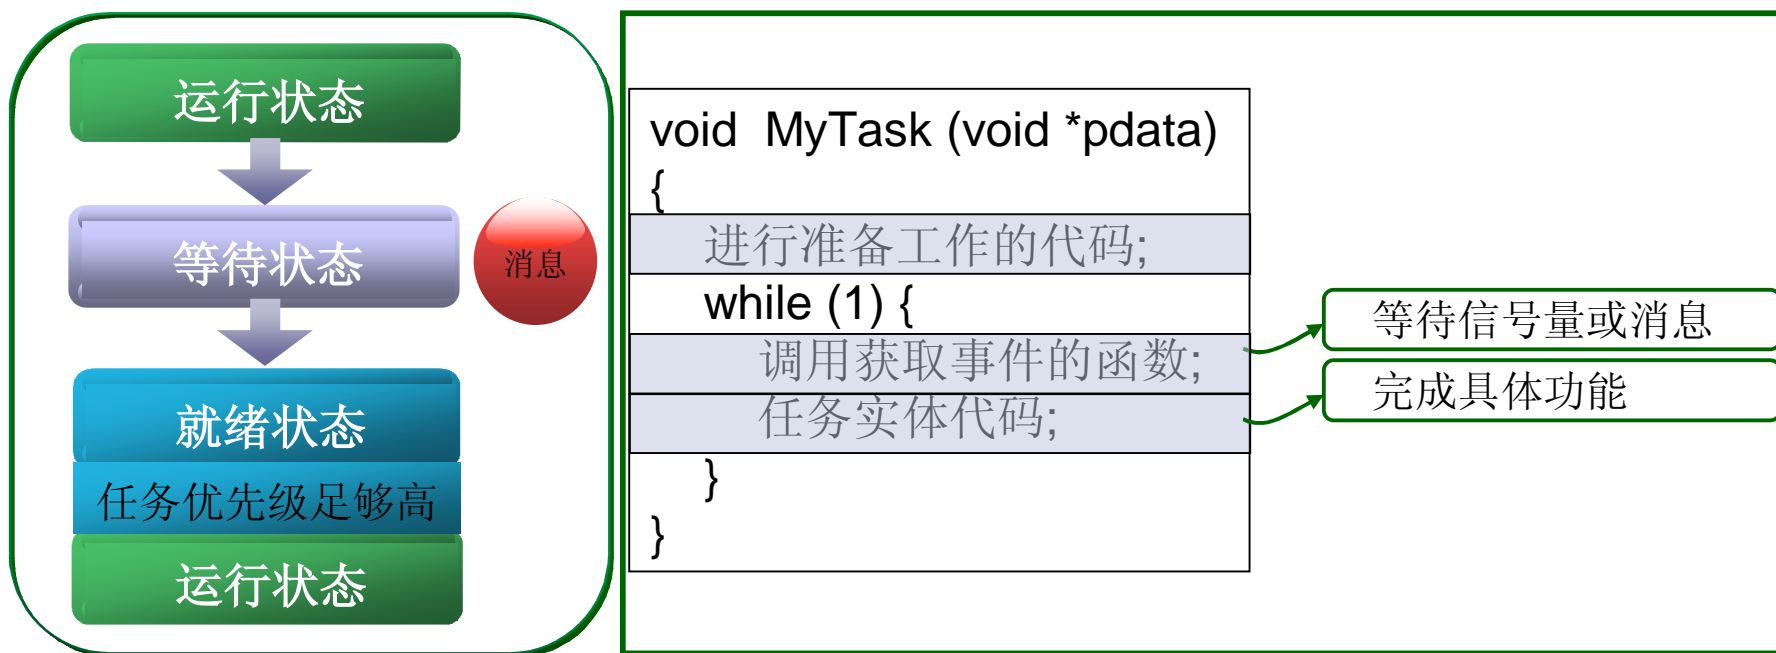 运行状态
等待状态
消息
就绪状态
任务优先级足够高
运行状态
void MyTask (void *pdata)
{
进行准备工作的代码;
while (1) {
调用获取事件的函数;
任务实体代码;
}
}
等待信号量或消息
完成具体功能